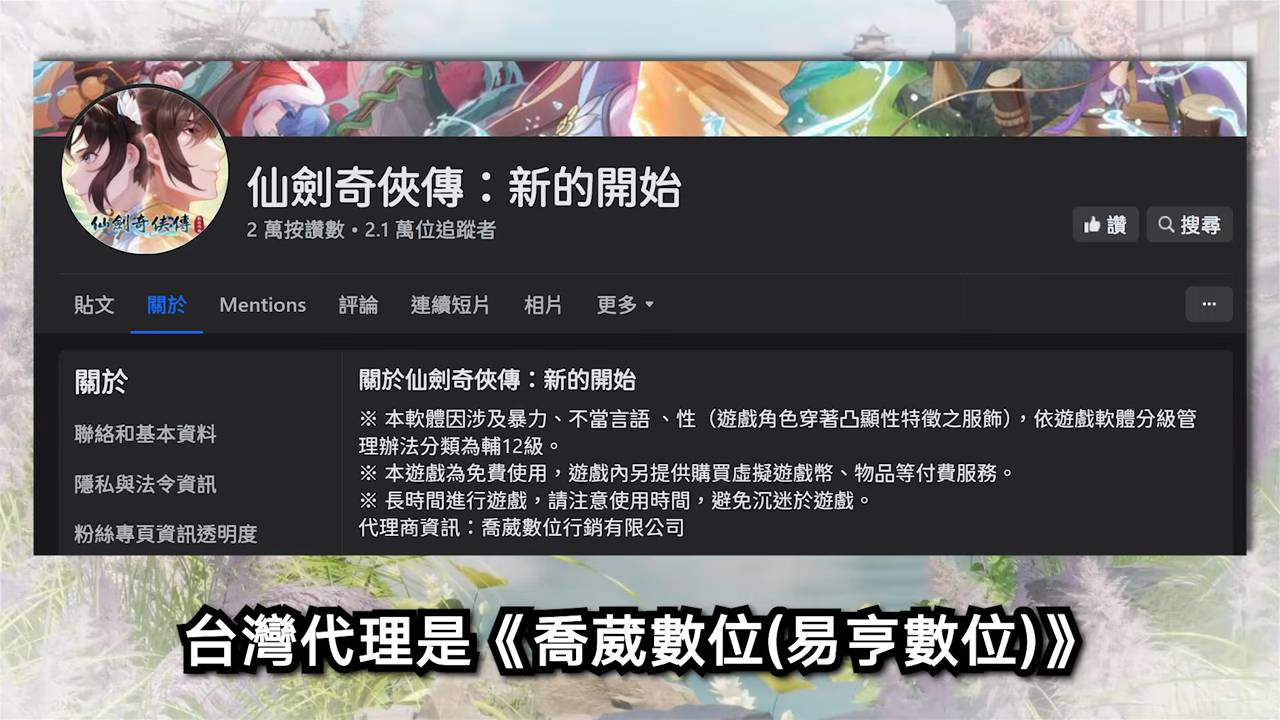 仙劍奇俠傳
仙劍奇俠傳：新的開始
2 萬按讚數 • 2.1 萬位追蹤者
讚
搜尋
貼文
關於
Mentions
評論
連續短片
相片
更多
關於
聯絡和基本資料
隱私與法令資訊
粉絲專頁資訊透明度
關於仙劍奇俠傳：新的開始
※ 本軟體因涉及暴力、不當言語 、性（遊戲角色穿著凸顯性特徵之服飾），依遊戲軟體分級管
理辦法分類為輔12級。
※ 本遊戲為免費使用，遊戲內另提供購買虛擬遊戲幣、物品等付費服務。
※ 長時間進行遊戲，請注意使用時間，避免沉迷於遊戲。
代理商資訊：喬葳數位行銷有限公司
台灣代理是《喬葳數位(易亨數位)》